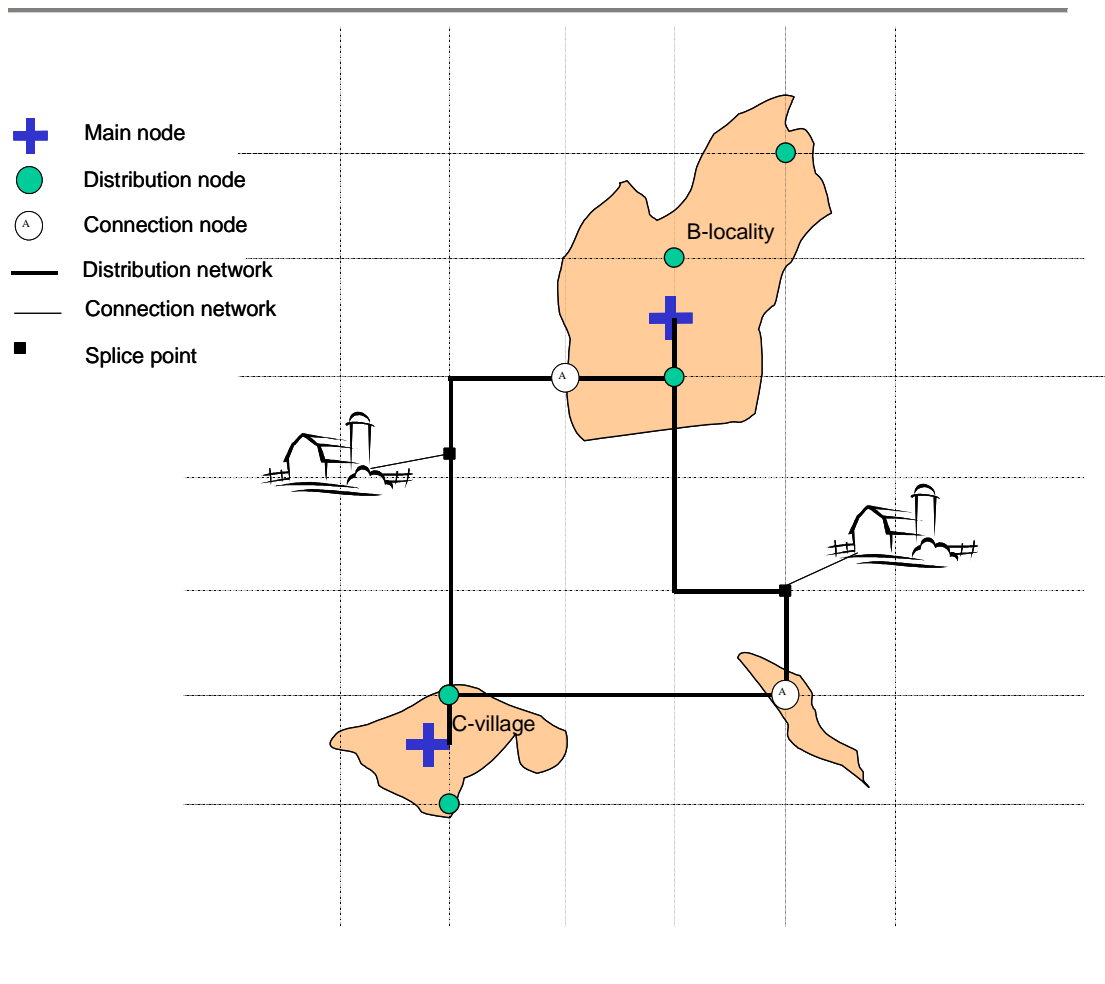 Main node
Distribution node
A
Connection node
Distribution network
Connection network
Splice point
B-locality
A
A
C-village